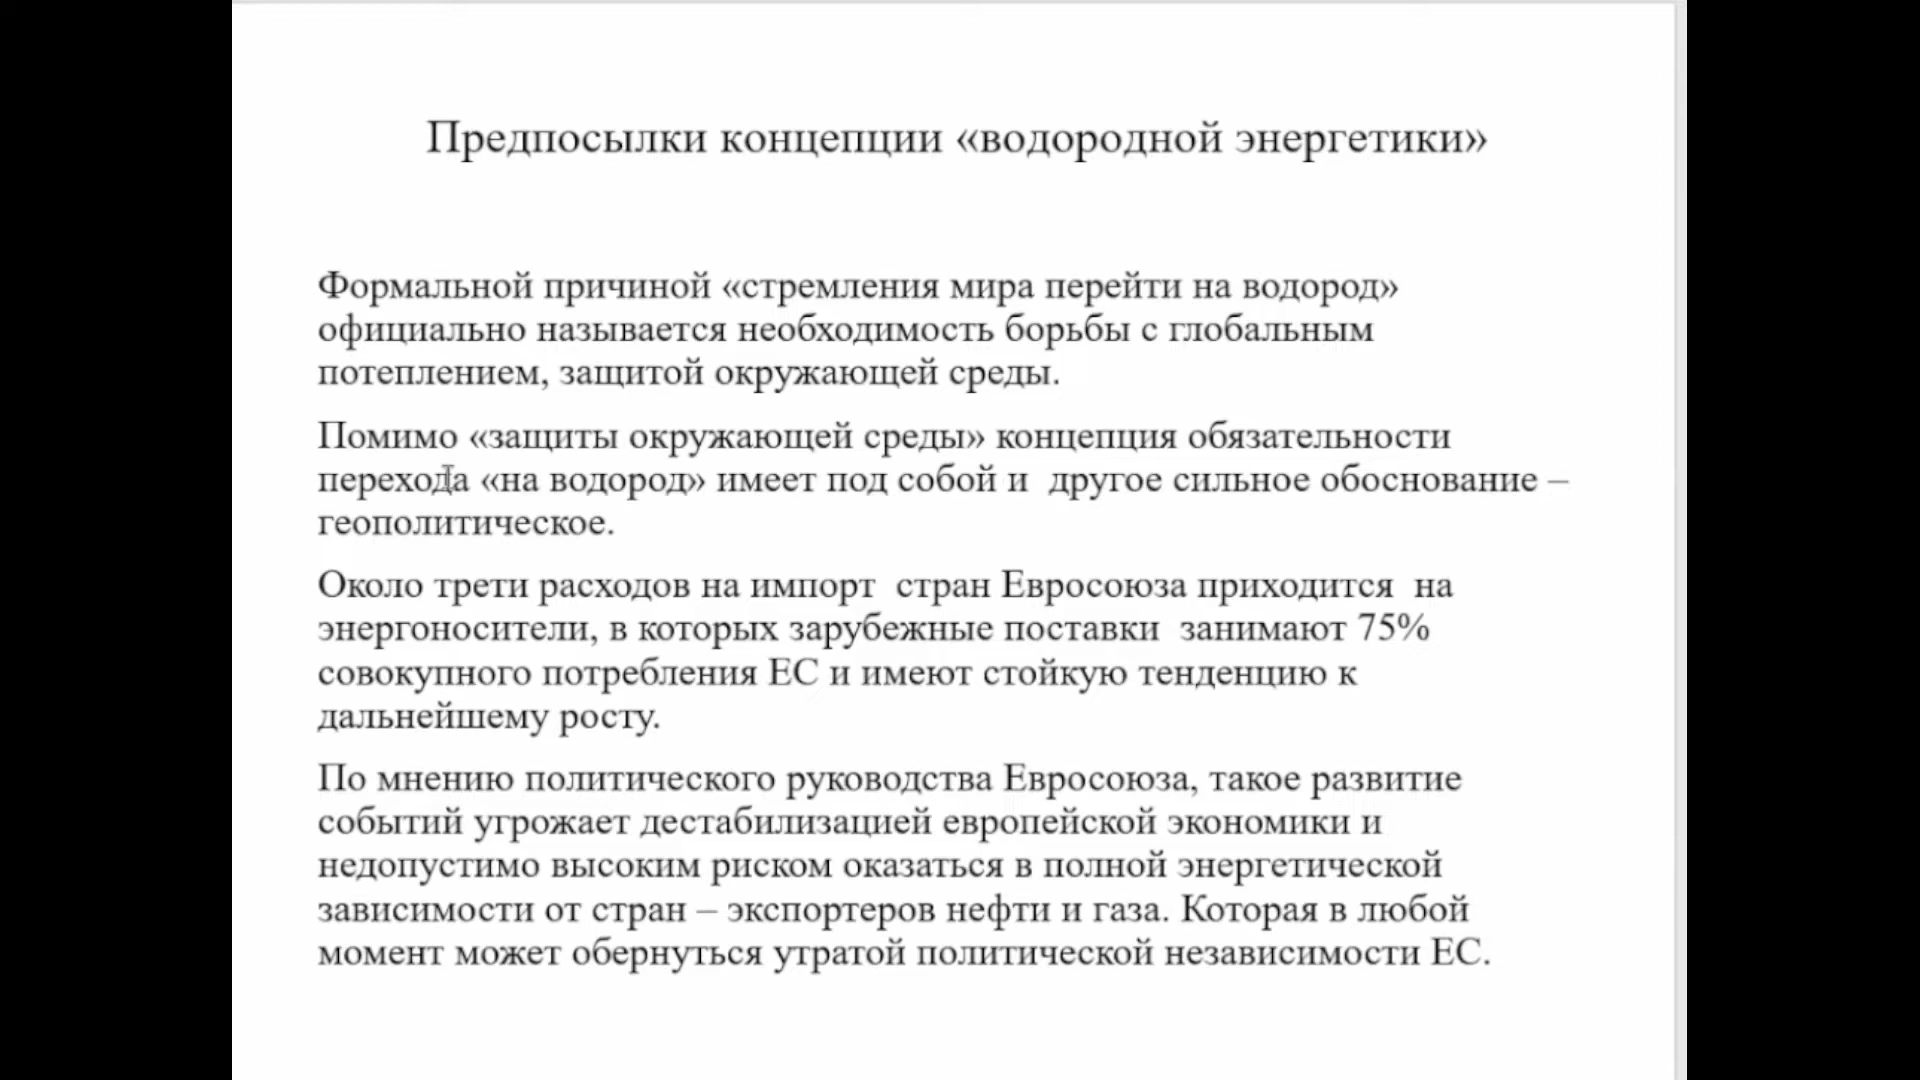 Предпосылки концепции «водородной энергетики»
Формальной причиной «стремления мира перейти на водород»
официально называется необходимость борьбы с глобальным
потеплением, защитой окружающей среды.
Помимо «защиты окружающей среды» концепция обязательности
перехода «на водород» имеет под собой и другое сильное обоснование –
геополитическое.
Около трети расходов на импорт стран Евросоюза приходится на
энергоносители, в которых зарубежные поставки занимают 75%
совокупного потребления ЕС и имеют стойкую тенденцию к
дальнейшему росту.
По мнению политического руководства Евросоюза, такое развитие
событий угрожает дестабилизацией европейской экономики и
недопустимо высоким риском оказаться в полной энергетической
зависимости от стран – экспортеров нефти и газа. Которая в любой
момент может обернуться утратой политической независимости ЕС.